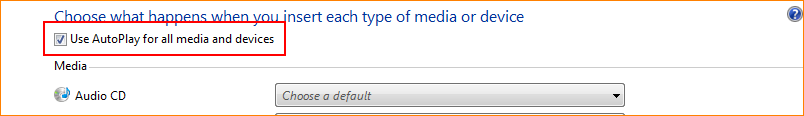 Choose what happens when you insert each type of media or device
Use AutoPlay for all media and devices
Media
Audio CD
Choose a default